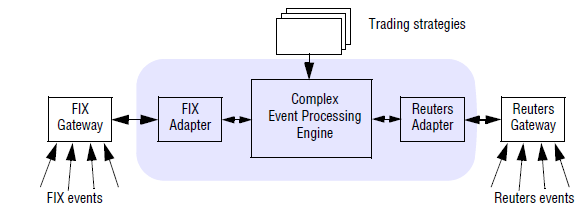 Trading strategies
FIX
Gateway
FIX
Adapter
Complex
Event Processing
Engine
Reuters
Adapter
Reuters
Gateway
FIX events
Reuters events